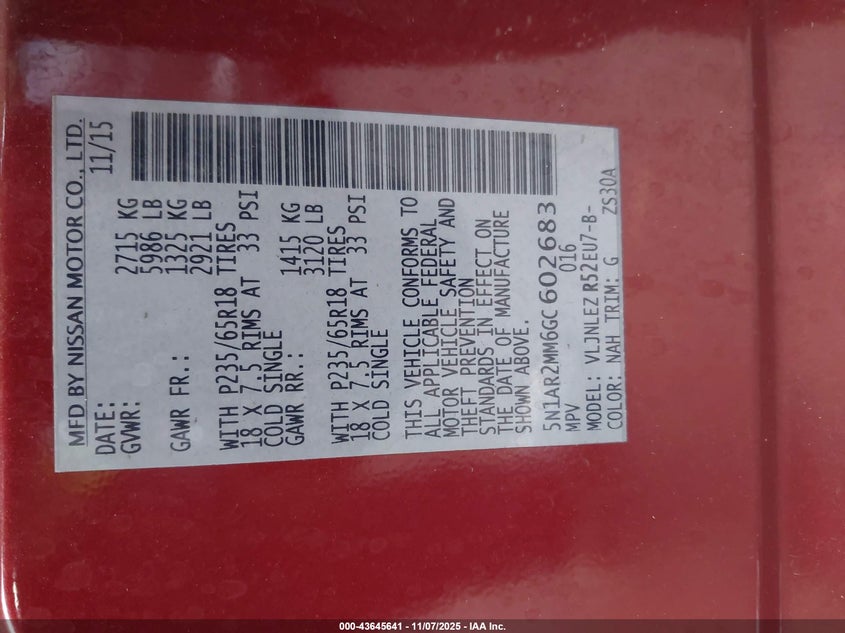 MFD BY NISSAN MOTOR CO., LTD.
DATE: 11/15
GVWR: 2715 KG
5986 LB
GAWR FR.: 1325 KG
2921 LB
WITH P235/65R18 TIRES
18 X 7.5 RIMS AT 33 PSI
COLD SINGLE
GAWR RR.: 1415 KG
3120 LB
WITH P235/65R18 TIRES
18 X 7.5 RIMS AT 33 PSI
COLD SINGLE
THIS VEHICLE CONFORMS TO
ALL APPLICABLE FEDERAL
MOTOR VEHICLE SAFETY AND
THEFT PREVENTION
STANDARDS IN EFFECT ON
THE DATE OF MANUFACTURE
SHOWN ABOVE.
5N1AR2MM6GC602683
MPV 016
MODEL: VLJNLEZ R52EU7-B-
COLOR: NAH TRIM: G ZS30A
000-43645641 - 11/07/2025 - IAA Inc.